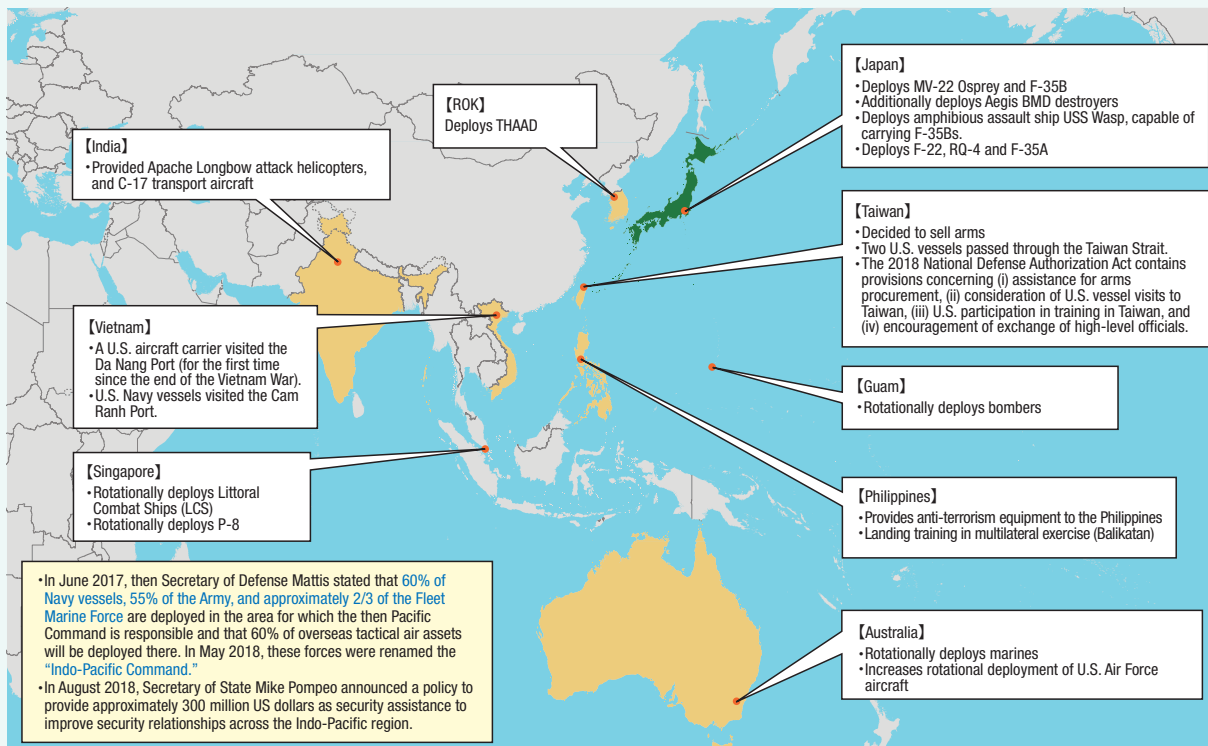 【India】
•Provided Apache Longbow attack helicopters,
and C-17 transport aircraft
【ROK】
Deploys THAAD
【Japan】
•Deploys MV-22 Osprey and F-35B
•Additionally deploys Aegis BMD destroyers
•Deploys amphibious assault ship USS Wasp, capable of
carrying F-35Bs.
•Deploys F-22, RQ-4 and F-35A
【Taiwan】
•Decided to sell arms
•Two U.S. vessels passed through the Taiwan Strait.
•The 2018 National Defense Authorization Act contains
provisions concerning (i) assistance for arms
procurement, (ii) consideration of U.S. vessel visits to
Taiwan, (iii) U.S. participation in training in Taiwan, and
(iv) encouragement of exchange of high-level officials.
【Vietnam】
•A U.S. aircraft carrier visited the
Da Nang Port (for the first time
since the end of the Vietnam War).
•U.S. Navy vessels visited the Cam
Ranh Port.
【Guam】
•Rotationally deploys bombers
【Singapore】
•Rotationally deploys Littoral
Combat Ships (LCS)
•Rotationally deploys P-8
【Philippines】
•Provides anti-terrorism equipment to the Philippines
•Landing training in multilateral exercise (Balikatan)
【Australia】
•Rotationally deploys marines
•Increases rotational deployment of U.S. Air Force
aircraft
•In June 2017, then Secretary of Defense Mattis stated that 60% of
Navy vessels, 55% of the Army, and approximately 2/3 of the Fleet
Marine Force are deployed in the area for which the then Pacific
Command is responsible and that 60% of overseas tactical air assets
will be deployed there. In May 2018, these forces were renamed the
“Indo-Pacific Command.”
•In August 2018, Secretary of State Mike Pompeo announced a policy to
provide approximately 300 million US dollars as security assistance to
improve security relationships across the Indo-Pacific region.